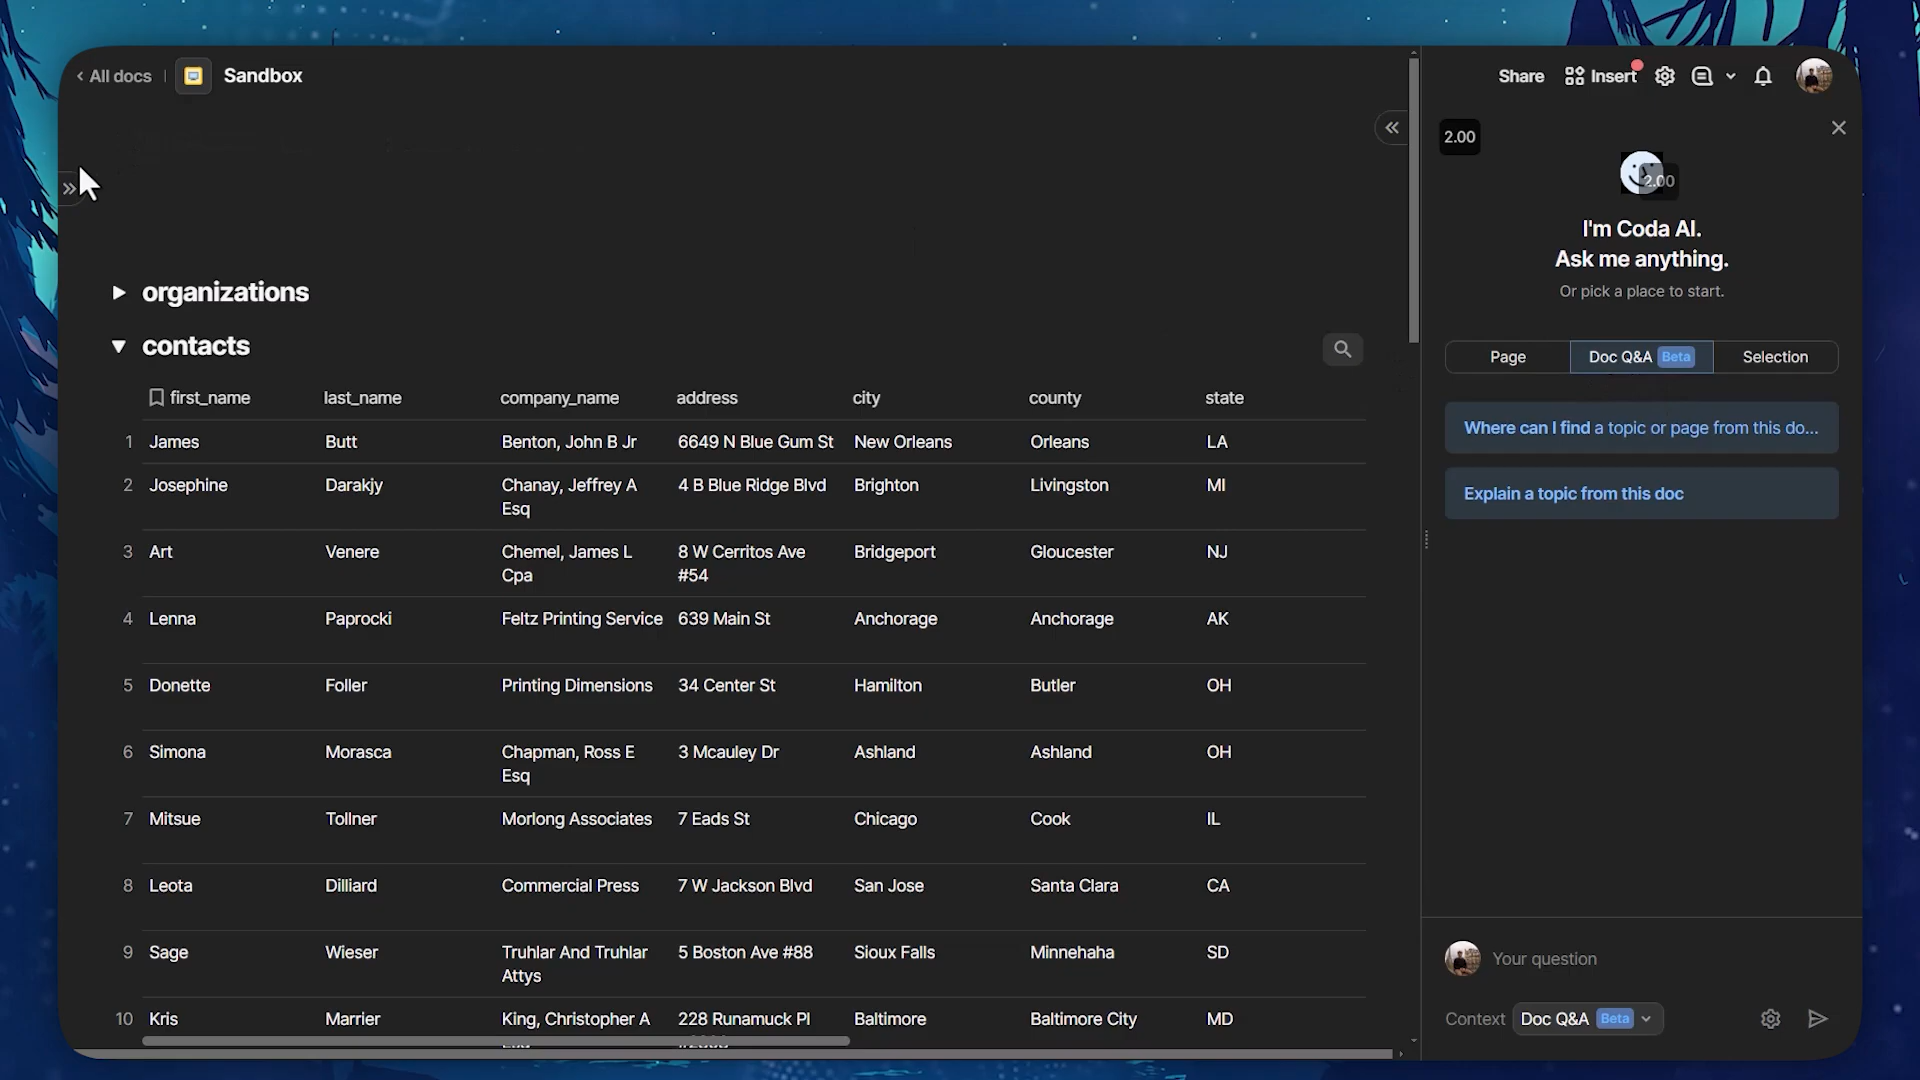 All docs
Sandbox
Share
Insert
2.00
2.00
I'm Coda AI.
Ask me anything.
Or pick a place to start.
Page
Doc Q&A Beta
Selection
Where can I find a topic or page from this do...
Explain a topic from this doc
organizations
contacts
first_name last_name company_name address city county state
1 James Butt Benton, John B Jr 6649 N Blue Gum St New Orleans Orleans LA
2 Josephine Darakjy Chanay, Jeffrey A 4 B Blue Ridge Blvd Brighton Livingston MI
Esq
3 Art Venere Chemel, James L 8 W Cerritos Ave Bridgeport Gloucester NJ
Cpa #54
4 Lenna Paprocki Feltz Printing Service 639 Main St Anchorage Anchorage AK
5 Donette Foller Printing Dimensions 34 Center St Hamilton Butler OH
6 Simona Morasca Chapman, Ross E 3 Mcauley Dr Ashland Ashland OH
Esq
7 Mitsue Tollner Morlong Associates 7 Eads St Chicago Cook IL
8 Leota Dilliard Commercial Press 7 W Jackson Blvd San Jose Santa Clara CA
9 Sage Wieser Truhlar And Truhlar 5 Boston Ave #88 Sioux Falls Minnehaha SD
Attys
10 Kris Marrier King, Christopher A 228 Runamuck Pl Baltimore Baltimore City MD
Your question
Context Doc Q&A Beta